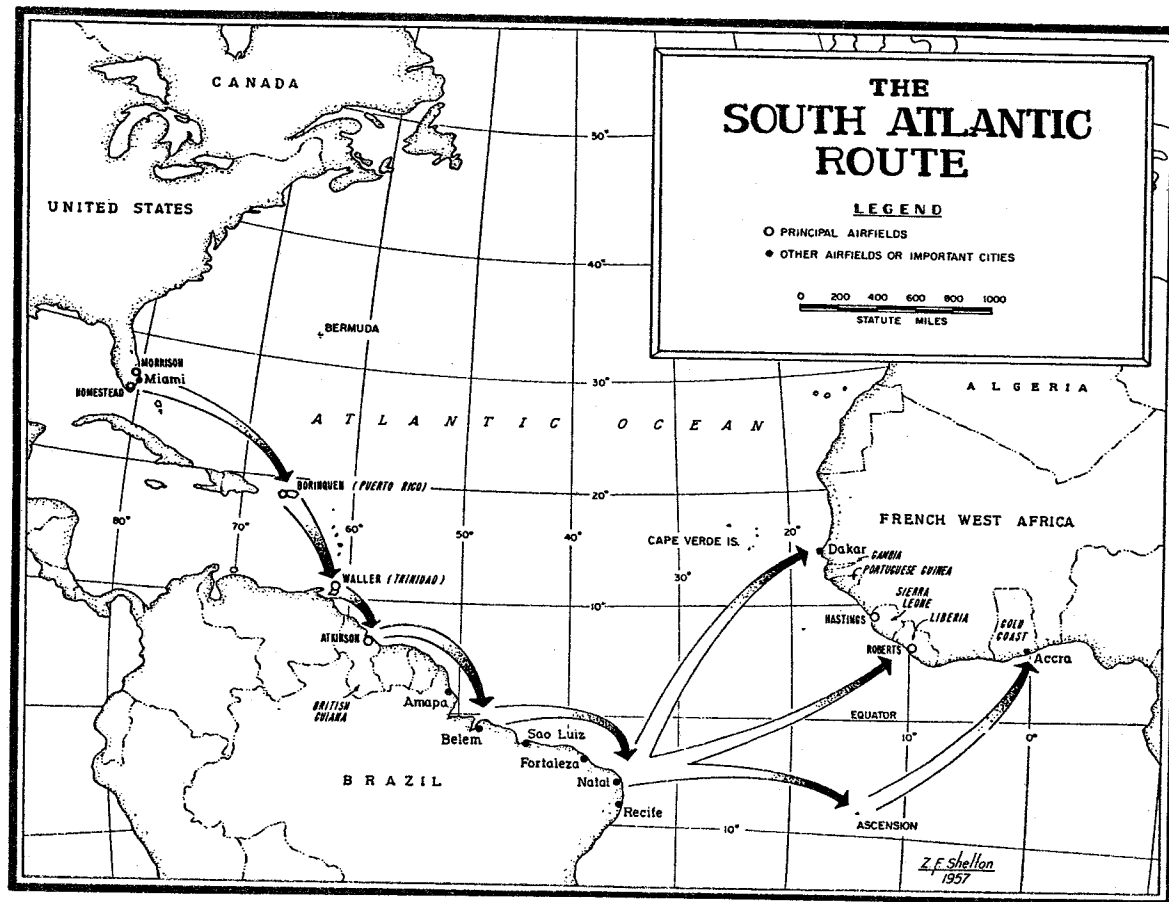 THE
SOUTH ATLANTIC
ROUTE
LEGEND
PRINCIPAL AIRFIELDS
OTHER AIRFIELDS OR IMPORTANT CITIES
0 200 400 600 800 1000
STATUTE MILES
CANADA
UNITED STATES
50°
40°
BERMUDA
MORRISON
Miami
HOMESTEAD
30°
ALGERIA
ATLANTIC OCEAN
BORINQUEN (PUERTO RICO)
20°
80°
70°
60°
50°
40°
30°
20°
CAPE VERDE IS.
FRENCH WEST AFRICA
Dakar
GAMBIA
PORTUGUESE GUINEA
WALLER (TRINIDAD)
10°
SIERRA
LEONE
HASTINGS
LIBERIA
GOLD
COAST
ATKINSON
ROBERTS
Accra
BRITISH
GUIANA
Amapa
EQUATOR
Belem
Sao Luiz
10°
0°
Fortaleza
BRAZIL
Natal
Recife
10°
ASCENSION
Z.F. Shelton
1957